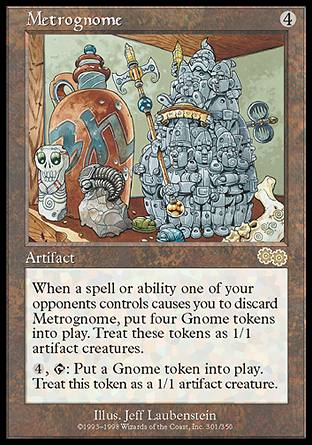 Metrognome 4
Artifact
When a spell or ability one of your
opponents controls causes you to discard
Metrognome, put four Gnome tokens
into play. Treat these tokens as 1/1
artifact creatures.
4, : Put a Gnome token into play.
Treat this token as a 1/1 artifact creature.
Illus. Jeff Laubenstein
©1993–1998 Wizards of the Coast, Inc. 301/350